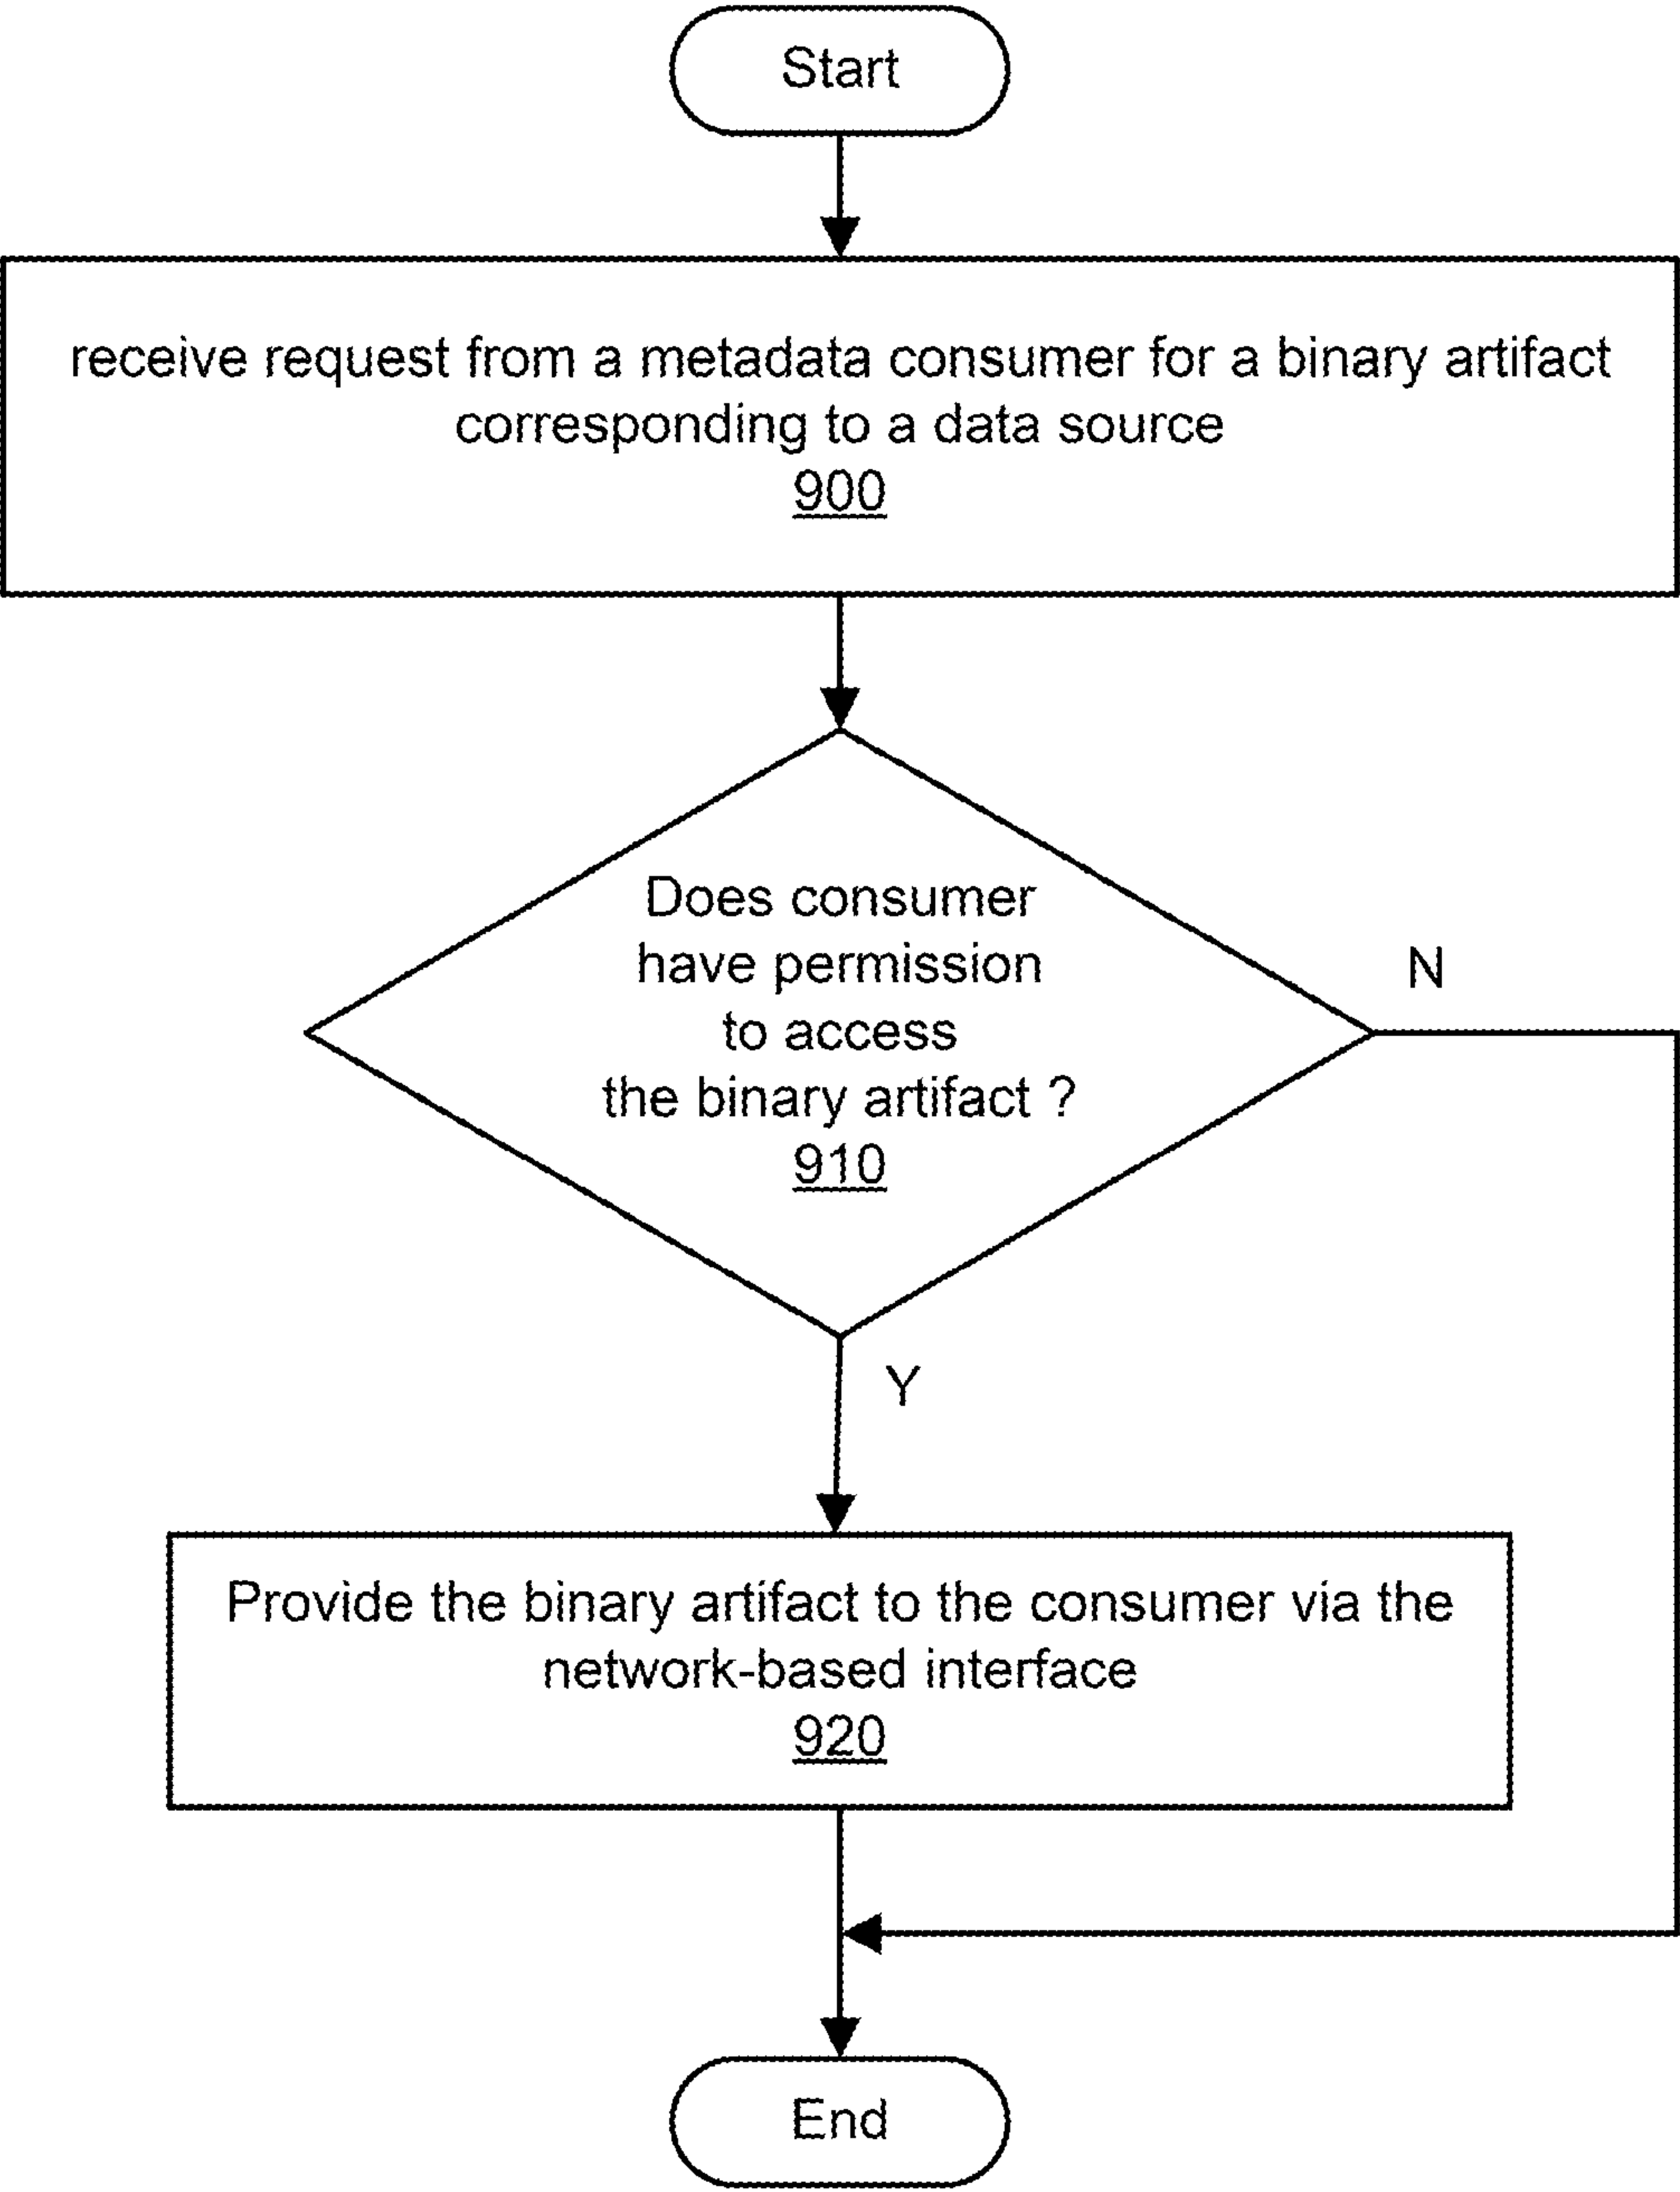 Start
receive request from a metadata consumer for a binary artifact
corresponding to a data source
900
Does consumer
have permission
to access
the binary artifact ?
910
N
Y
Provide the binary artifact to the consumer via the
network-based interface
920
End